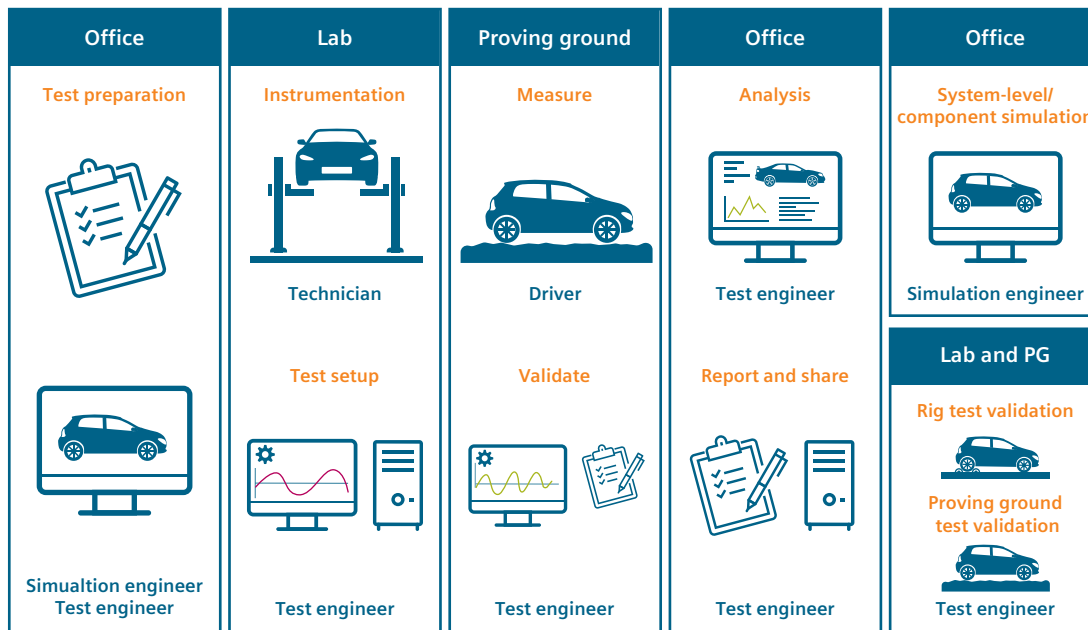 Office
Test preparation
Simualtion engineer
Test engineer
Lab
Instrumentation
Technician
Test setup
Test engineer
Proving ground
Measure
Driver
Validate
Test engineer
Office
Analysis
Test engineer
Report and share
Test engineer
Office
System-level/
component simulation
Simulation engineer
Lab and PG
Rig test validation
Proving ground
test validation
Test engineer